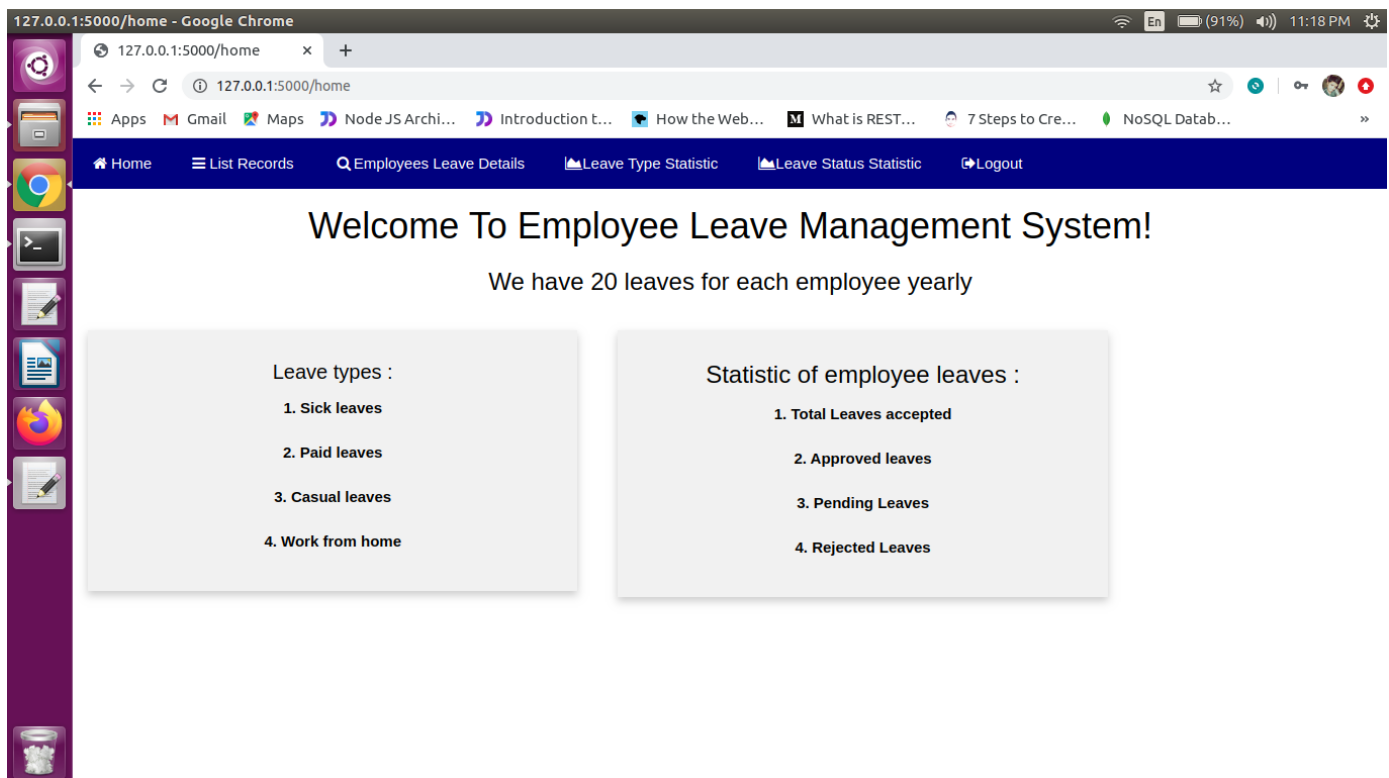 127.0.0.1:5000/home - Google Chrome En (91%) 11:18 PM
127.0.0.1:5000/home × +
127.0.0.1:5000/home
Apps Gmail Maps Node JS Archi... Introduction t... How the Web... What is REST... 7 Steps to Cre... NoSQL Datab... »
Home List Records Employees Leave Details Leave Type Statistic Leave Status Statistic Logout
Welcome To Employee Leave Management System!
We have 20 leaves for each employee yearly
Leave types :
1. Sick leaves
2. Paid leaves
3. Casual leaves
4. Work from home
Statistic of employee leaves :
1. Total Leaves accepted
2. Approved leaves
3. Pending Leaves
4. Rejected Leaves